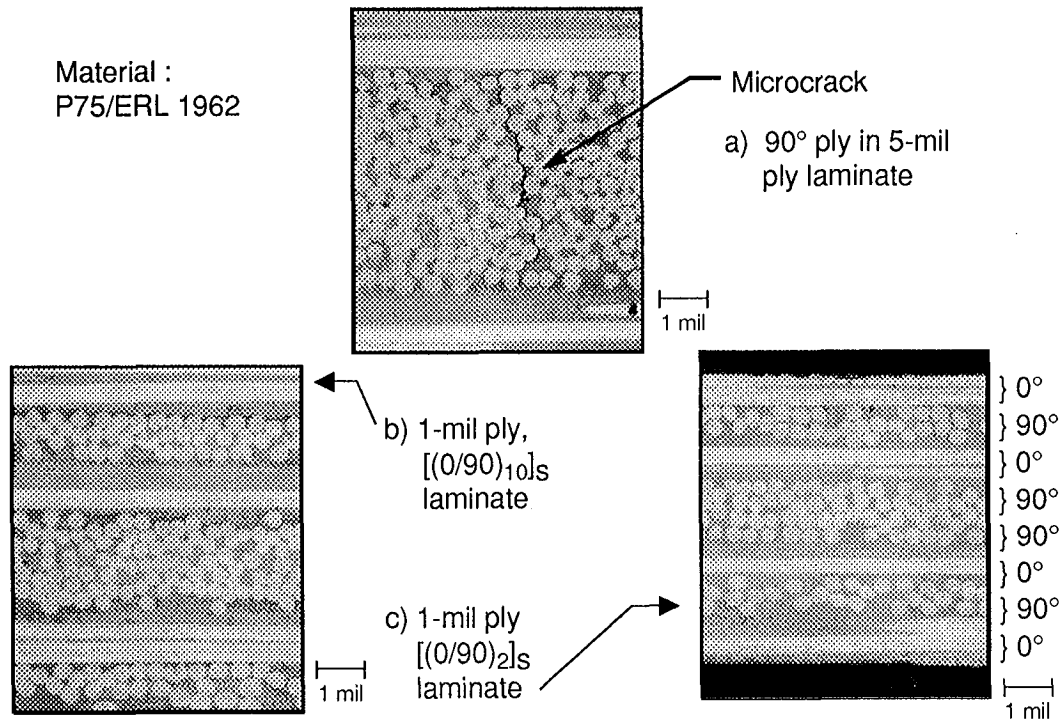 Material :
P75/ERL 1962
Microcrack
a) 90° ply in 5-mil
ply laminate
1 mil
b) 1-mil ply,
[(0/90)10]S
laminate
1 mil
c) 1-mil ply
[(0/90)2]S
laminate
} 0°
} 90°
} 0°
} 90°
} 90°
} 0°
} 90°
} 0°
1 mil